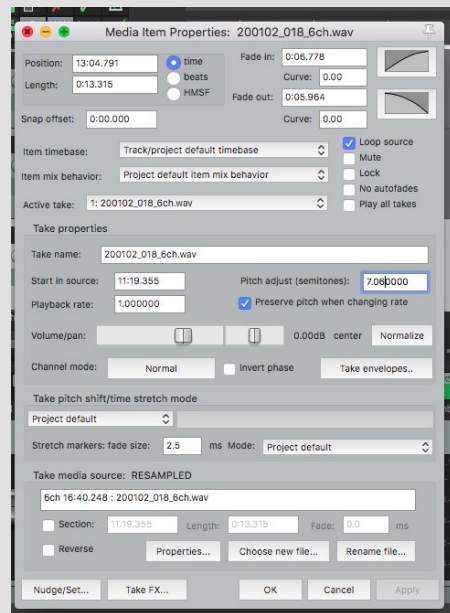 Media Item Properties: 200102_018_6ch.wav
Position: 13:04.791 time Fade in: 0:06.778
beats Curve: 0.00
Length: 0:13.315 HMSF Fade out: 0:05.964
Snap offset: 0:00.000 Curve: 0.00
Item timebase: Track/project default timebase Loop source
Mute
Item mix behavior: Project default item mix behavior Lock
No autofades
Active take: 1: 200102_018_6ch.wav Play all takes
Take properties
Take name: 200102_018_6ch.wav
Start in source: 11:19.355 Pitch adjust (semitones): 7.060000
Playback rate: 1.000000 Preserve pitch when changing rate
Volume/pan: 0.00dB center Normalize
Channel mode: Normal Invert phase Take envelopes..
Take pitch shift/time stretch mode
Project default
Stretch markers: fade size: 2.5 ms Mode: Project default
Take media source: RESAMPLED
6ch 16:40.248 : 200102_018_6ch.wav
Section: 11:19.355 Length: 0:13.315 Fade: 0.0 ms
Reverse Properties... Choose new file... Rename file...
Nudge/Set... Take FX... OK Cancel Apply